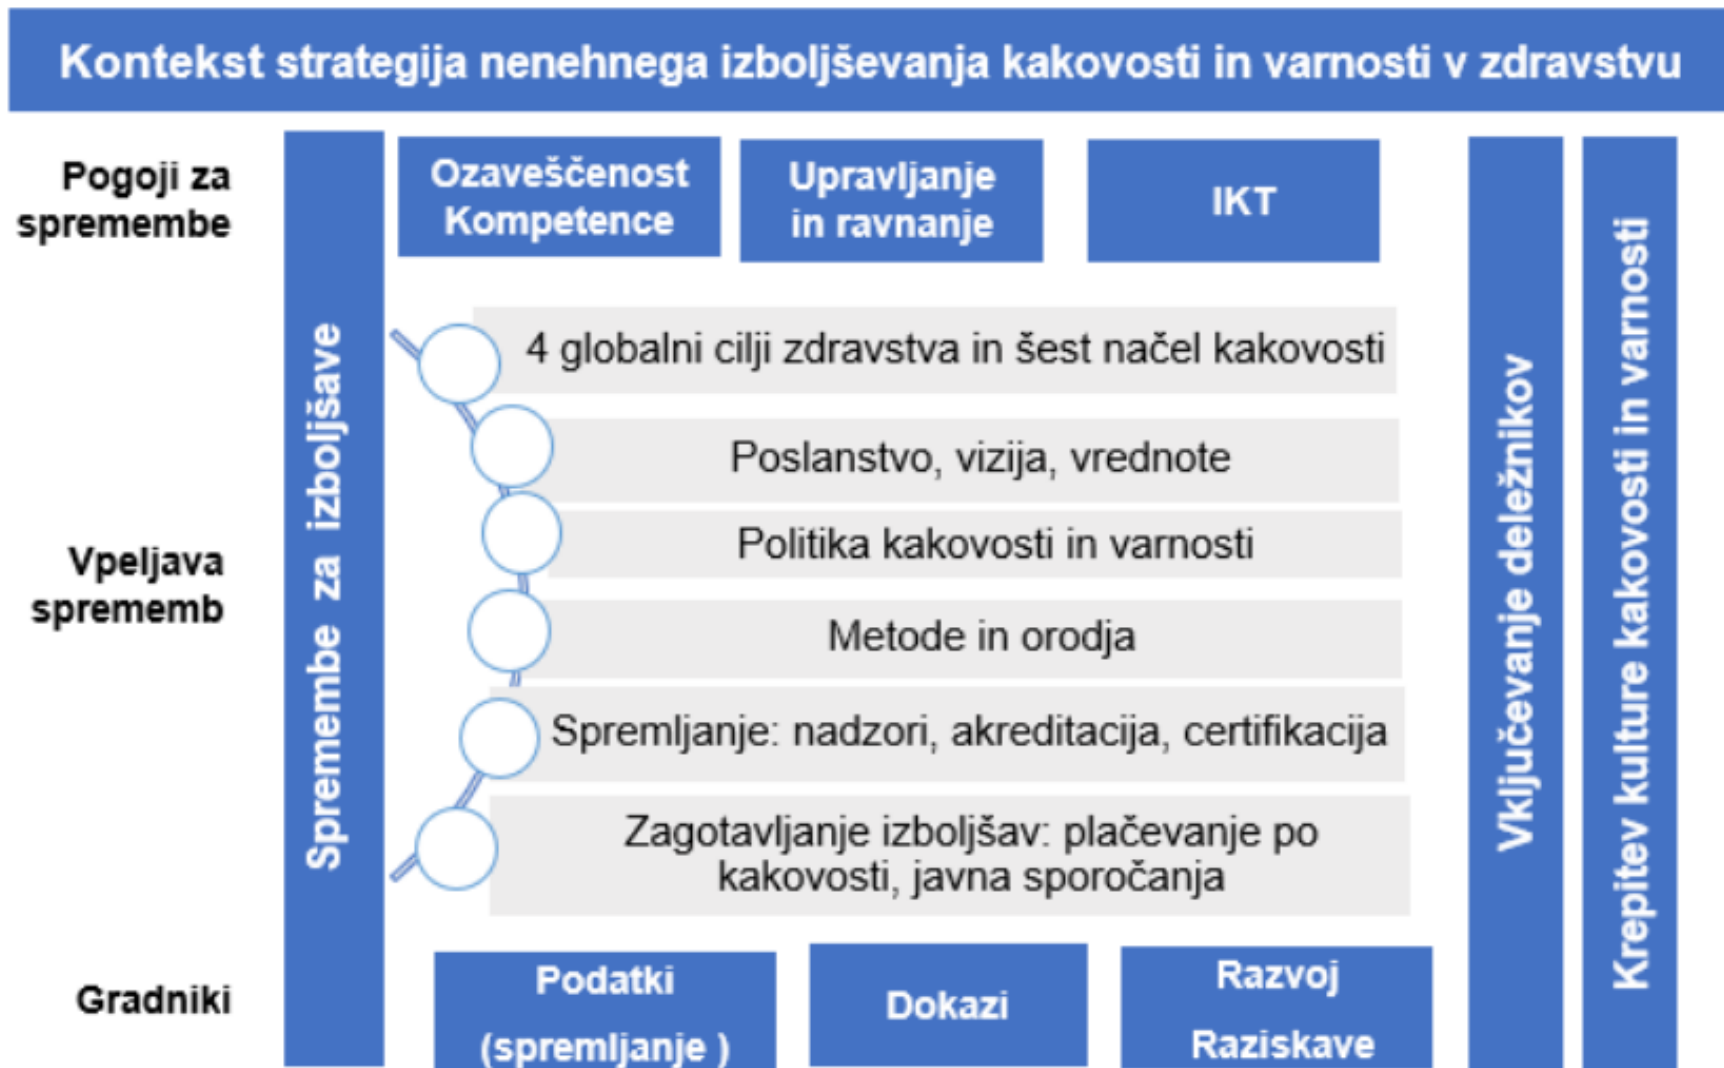 Kontekst strategija nenehnega izboljševanja kakovosti in varnosti v zdravstvu
Pogoji za
spremembe
Spremembe za izboljšave
Ozaveščenost
Kompetence
Upravljanje
in ravnanje
IKT
4 globalni cilji zdravstva in šest načel kakovosti
Poslanstvo, vizija, vrednote
Vpeljava
sprememb
Politika kakovosti in varnosti
Metode in orodja
Spremljanje: nadzori, akreditacija, certifikacija
Zagotavljanje izboljšav: plačevanje po
kakovosti, javna sporočanja
Gradniki
Podatki
(spremljanje )
Dokazi
Razvoj
Raziskave
Vključevanje deležnikov
Krepitev kulture kakovosti in varnosti